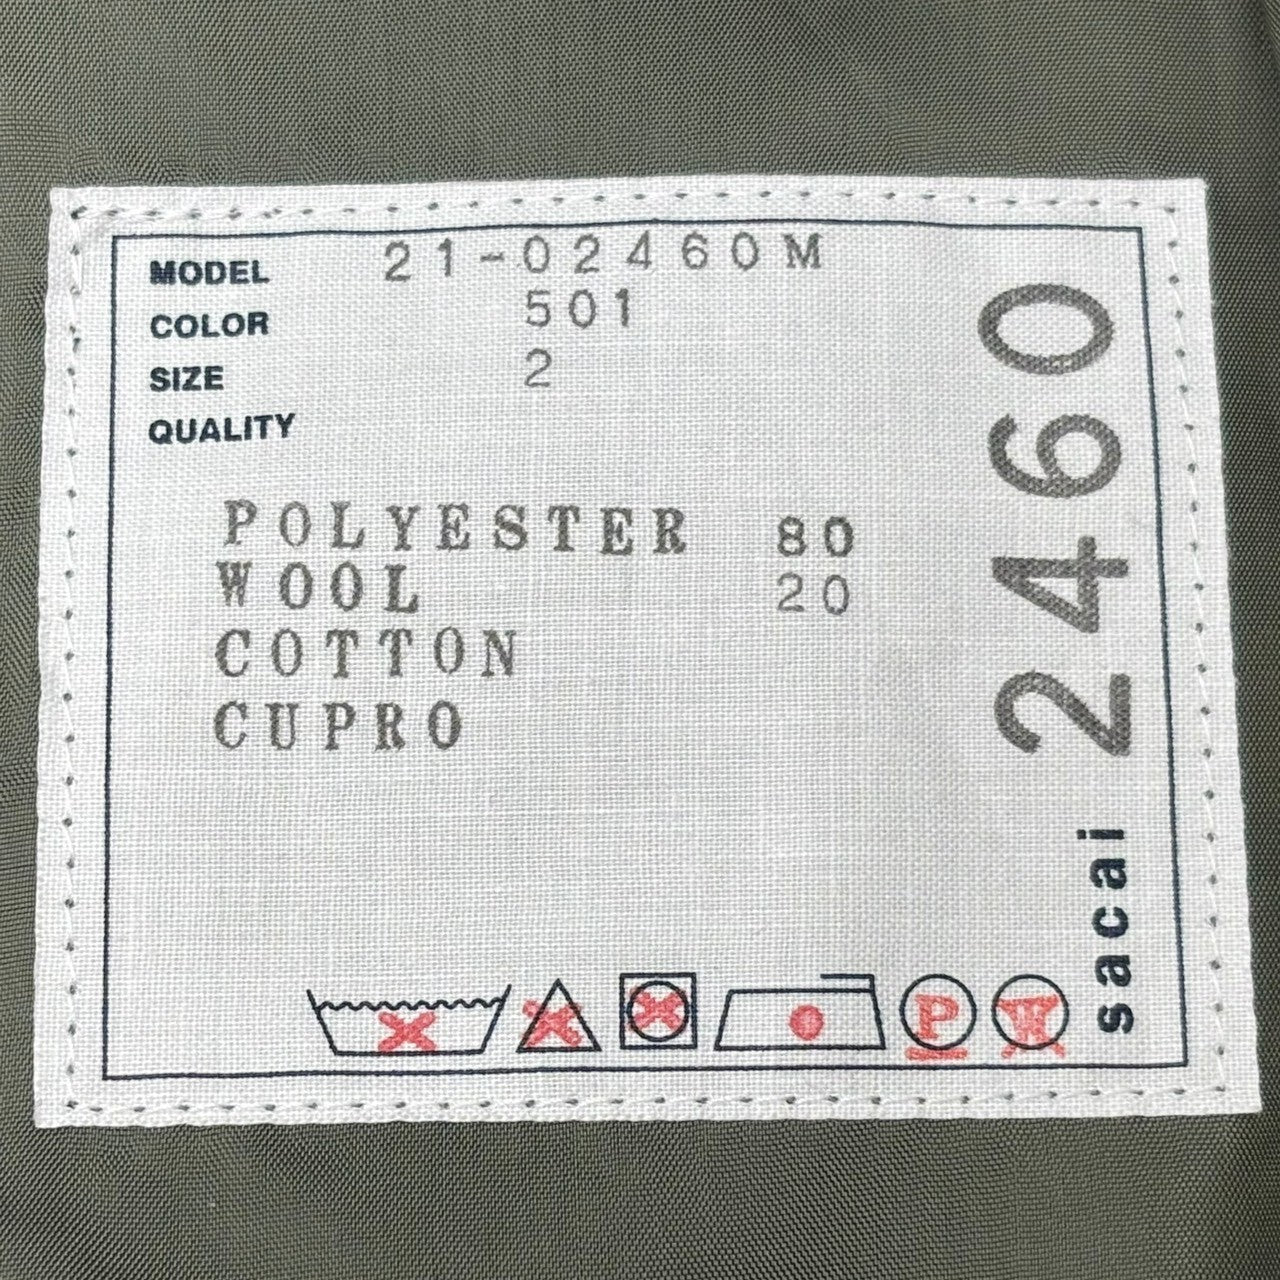 MODEL 21-02460M
COLOR 501
SIZE 2
QUALITY
POLYESTER 80
WOOL 20
COTTON
CUPRO
sacai 2460
P W